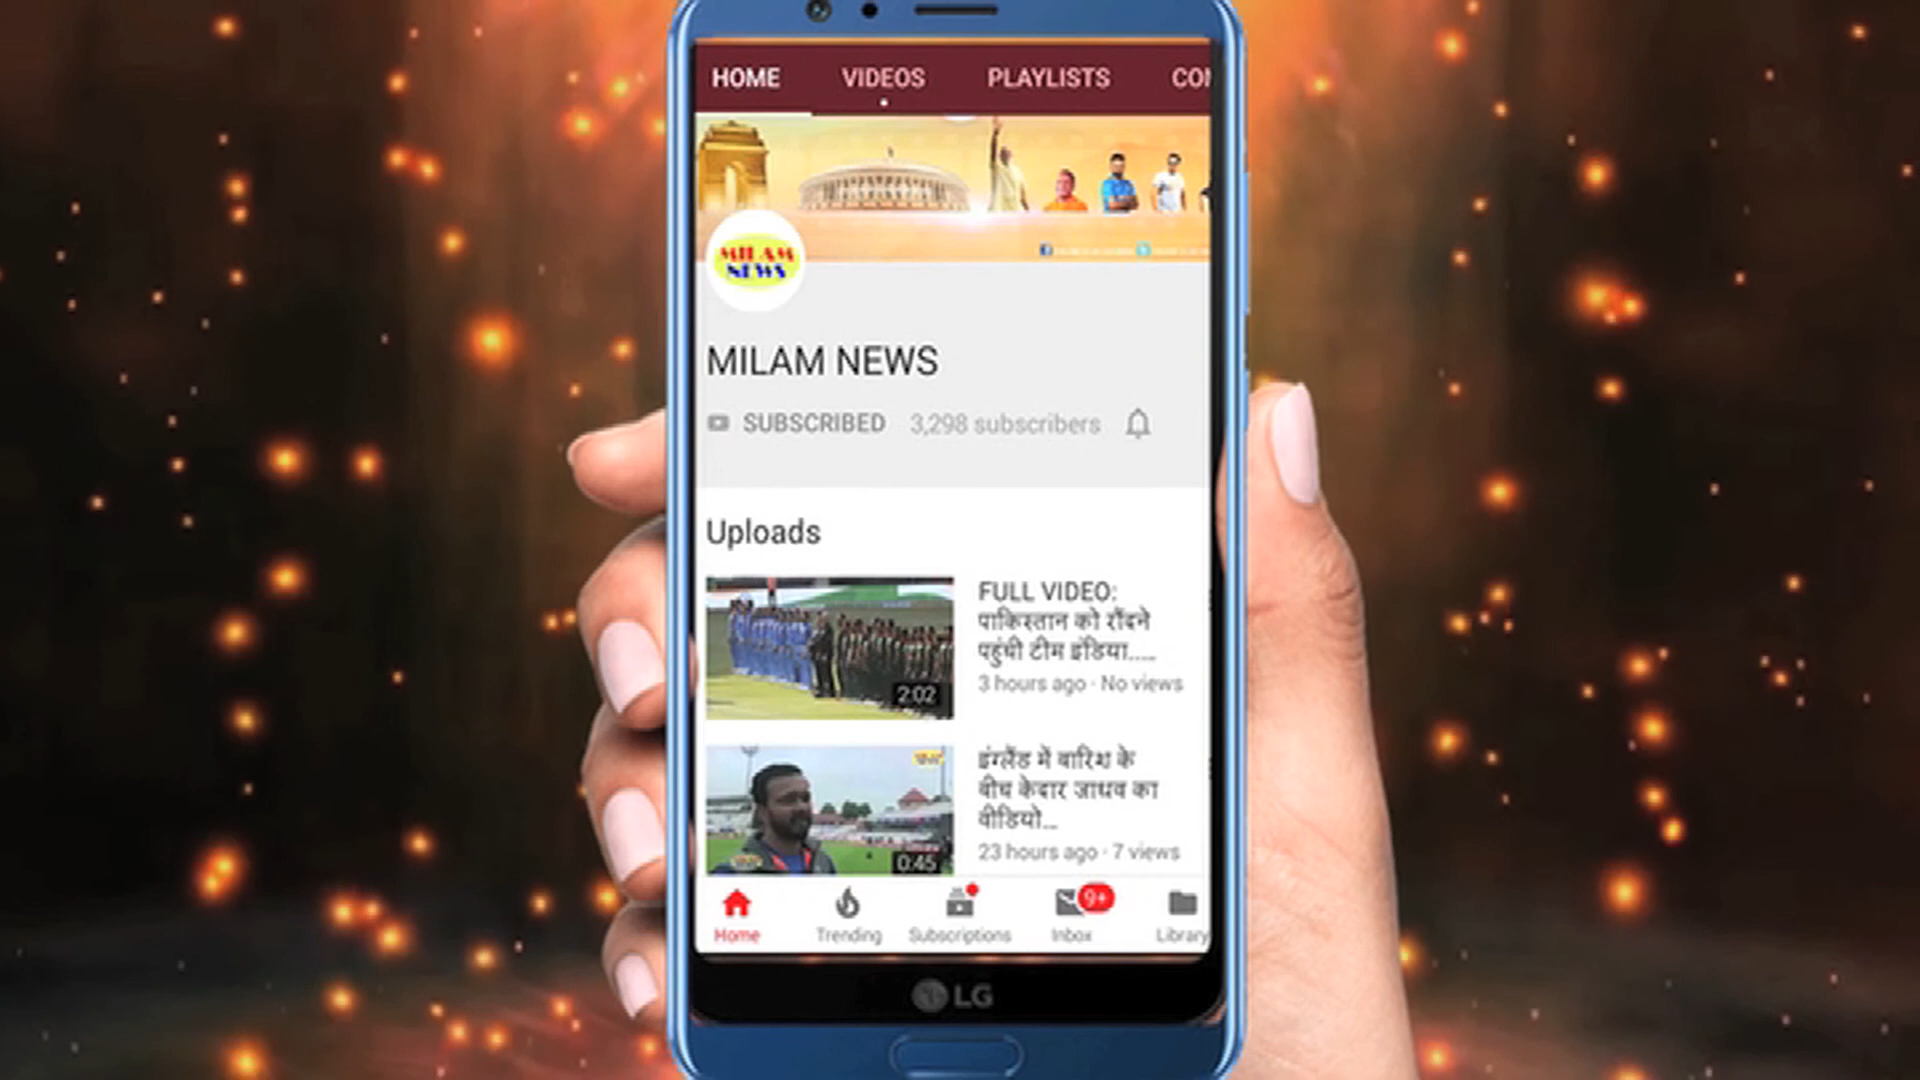 HOME VIDEOS PLAYLISTS COM
MILAM
NEWS
MILAM NEWS
SUBSCRIBED 3,298 subscribers
Uploads
FULL VIDEO:
पाकिस्तान को रौंदने
पहुंची टीम इंडिया.....
3 hours ago · No views
2:02
इंग्लैंड में बारिश के
बीच केदार जाधव का
वीडियो...
23 hours ago · 7 views
0:45
9+
Home Trending Subscriptions Inbox Library
LG